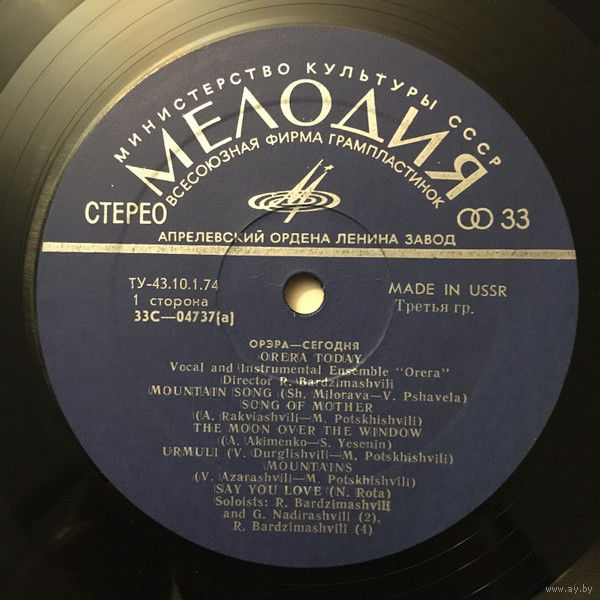 МИНИСТЕРСТВО КУЛЬТУРЫ СССР
МЕЛОДИЯ
ВСЕСОЮЗНАЯ ФИРМА ГРАМПЛАСТИНОК
СТЕРЕО
33
АПРЕЛЕВСКИЙ ОРДЕНА ЛЕНИНА ЗАВОД
ТУ-43.10.1.74
MADE IN USSR
1 сторона
Третья гр.
33С—04737(а)
ОРЭРА—СЕГОДНЯ
ORERA TODAY
Vocal and Instrumental Ensemble "Orera"
Director R. Bardzimashvili
MOUNTAIN SONG (Sh. Milorava—V. Pshavela)
SONG OF MOTHER
(A. Rakviashvili—M. Potskhishvili)
THE MOON OVER THE WINDOW
(A. Akimenko—S. Yesenin)
URMULI (V. Durglishvili—M. Potskhishvili)
MOUNTAINS
(V. Azarashvili—M. Potskhishvili)
SAY YOU LOVE (N. Rota)
Soloists: R. Bardzimashvili
and G. Nadirashvili (2),
R. Bardzimashvili (4)
www.ay.by